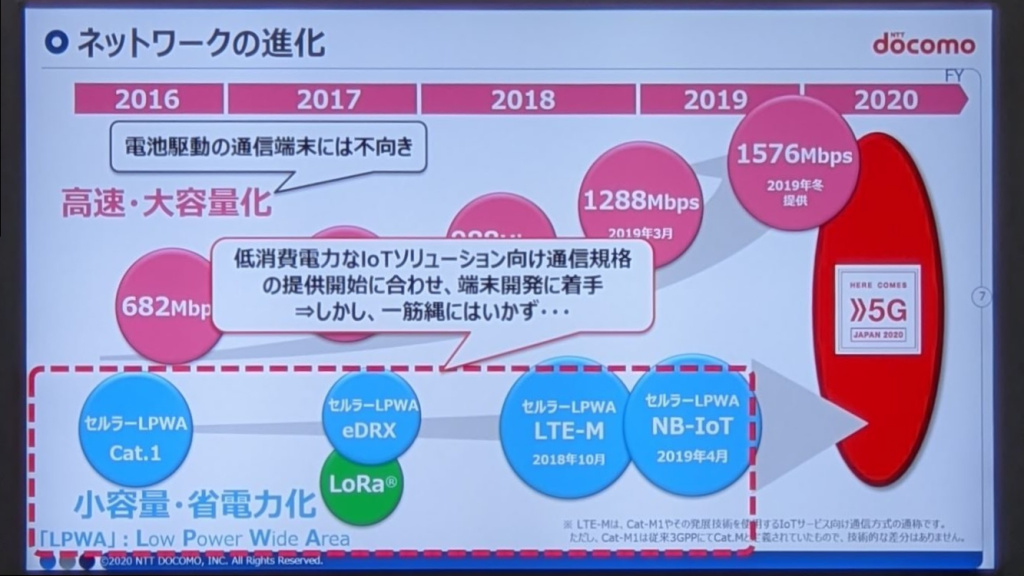 ネットワークの進化
NTT
döcomo
FY
2016
2017
2018
2019
2020
電池駆動の通信端末には不向き
高速・大容量化
1576Mbps
2019年冬
提供
1288Mbps
2019年3月
682Mbp
低消費電力なIoTソリューション向け通信規格
の提供開始に合わせ、端末開発に着手
⇒しかし、一筋縄にはいかず・・・
HERE COMES
5G
JAPAN 2020
7
セルラーLPWA
Cat.1
セルラーLPWA
eDRX
LoRa®
セルラーLPWA
LTE-M
2018年10月
セルラーLPWA
NB-IoT
2019年4月
小容量・省電力化
「LPWA」：Low Power Wide Area
※ LTE-Mは、Cat-M1やその発展技術を使用するIoTサービス向け通信方式の通称です。
ただし、Cat-M1は従来3GPPにてCat.Mと定義されていたもので、技術的な差分はありません。
©2020 NTT DOCOMO, INC. All Rights Reserved.